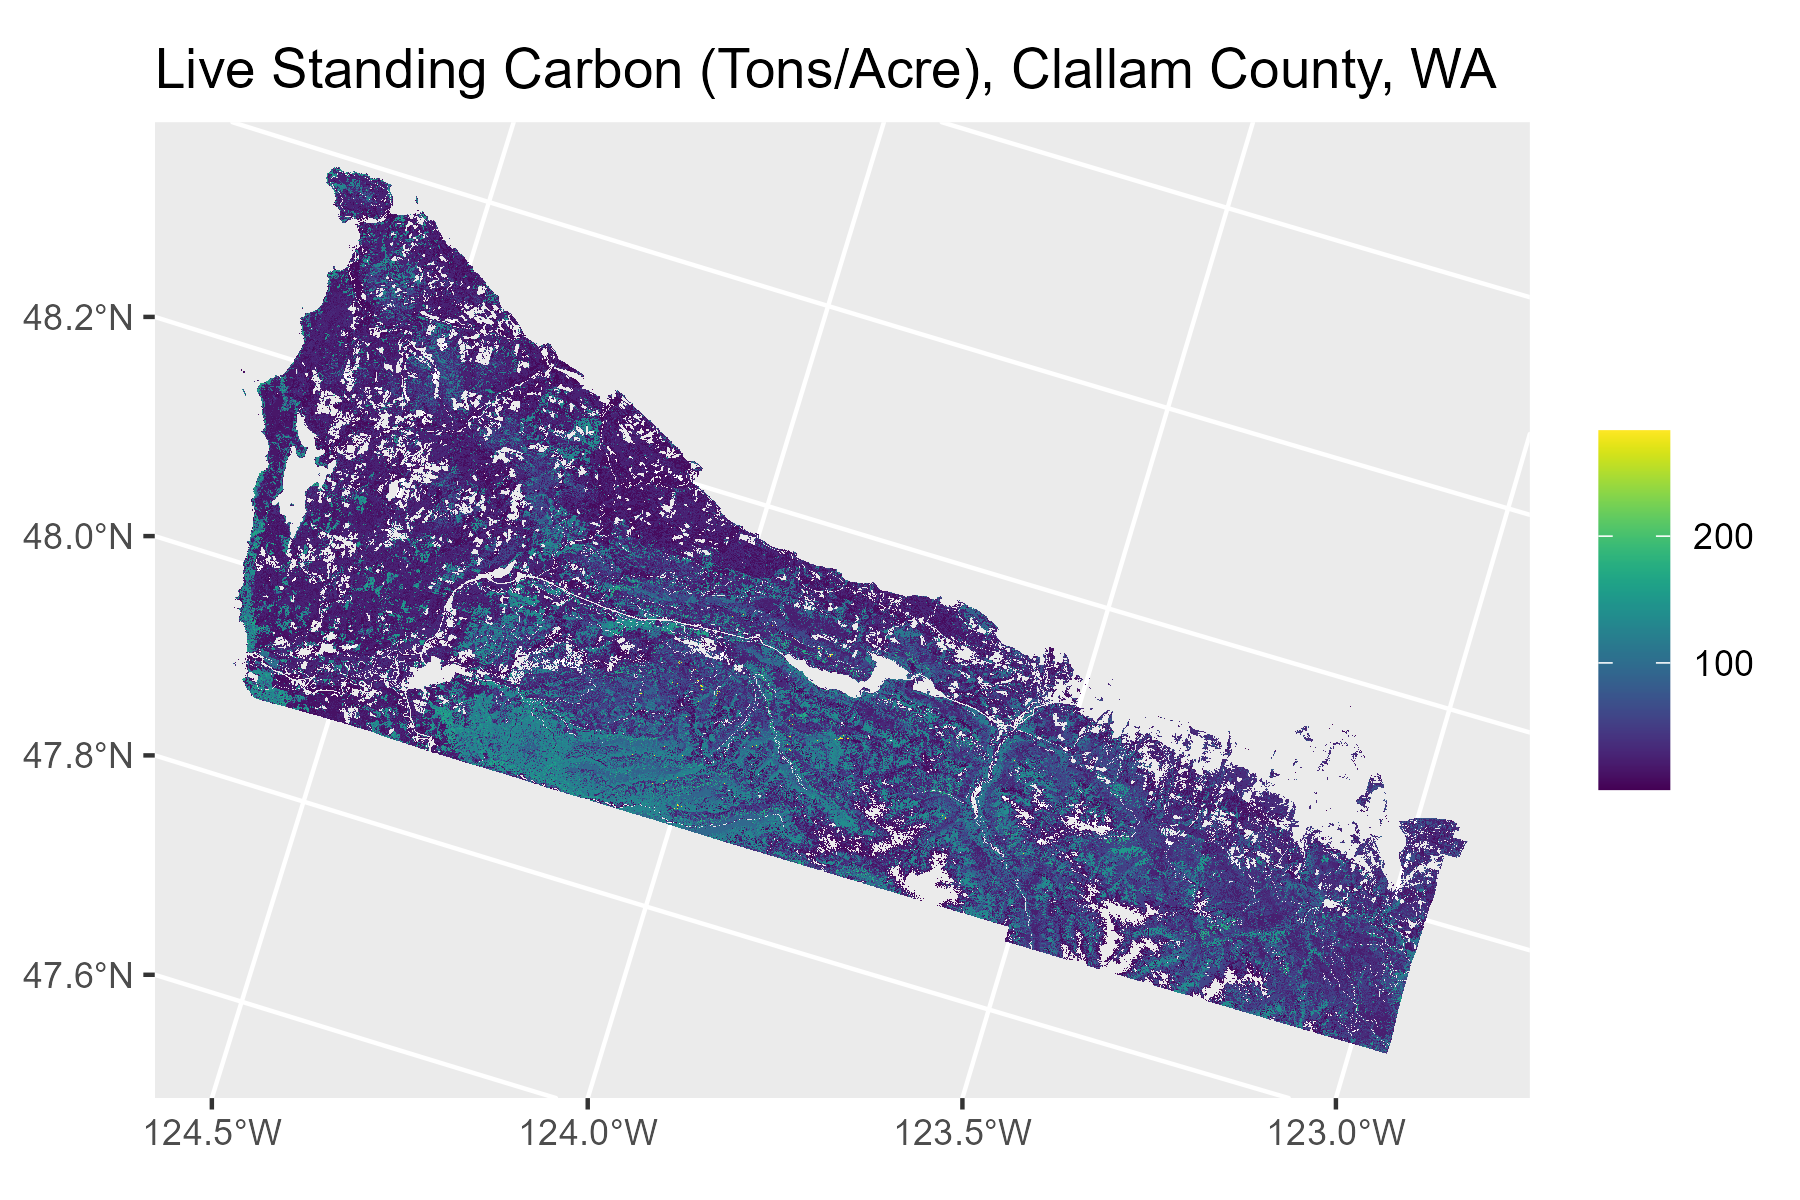 Live Standing Carbon (Tons/Acre), Clallam County, WA
48.2°N
48.0°N
47.8°N
47.6°N
200
100
124.5°W
124.0°W
123.5°W
123.0°W